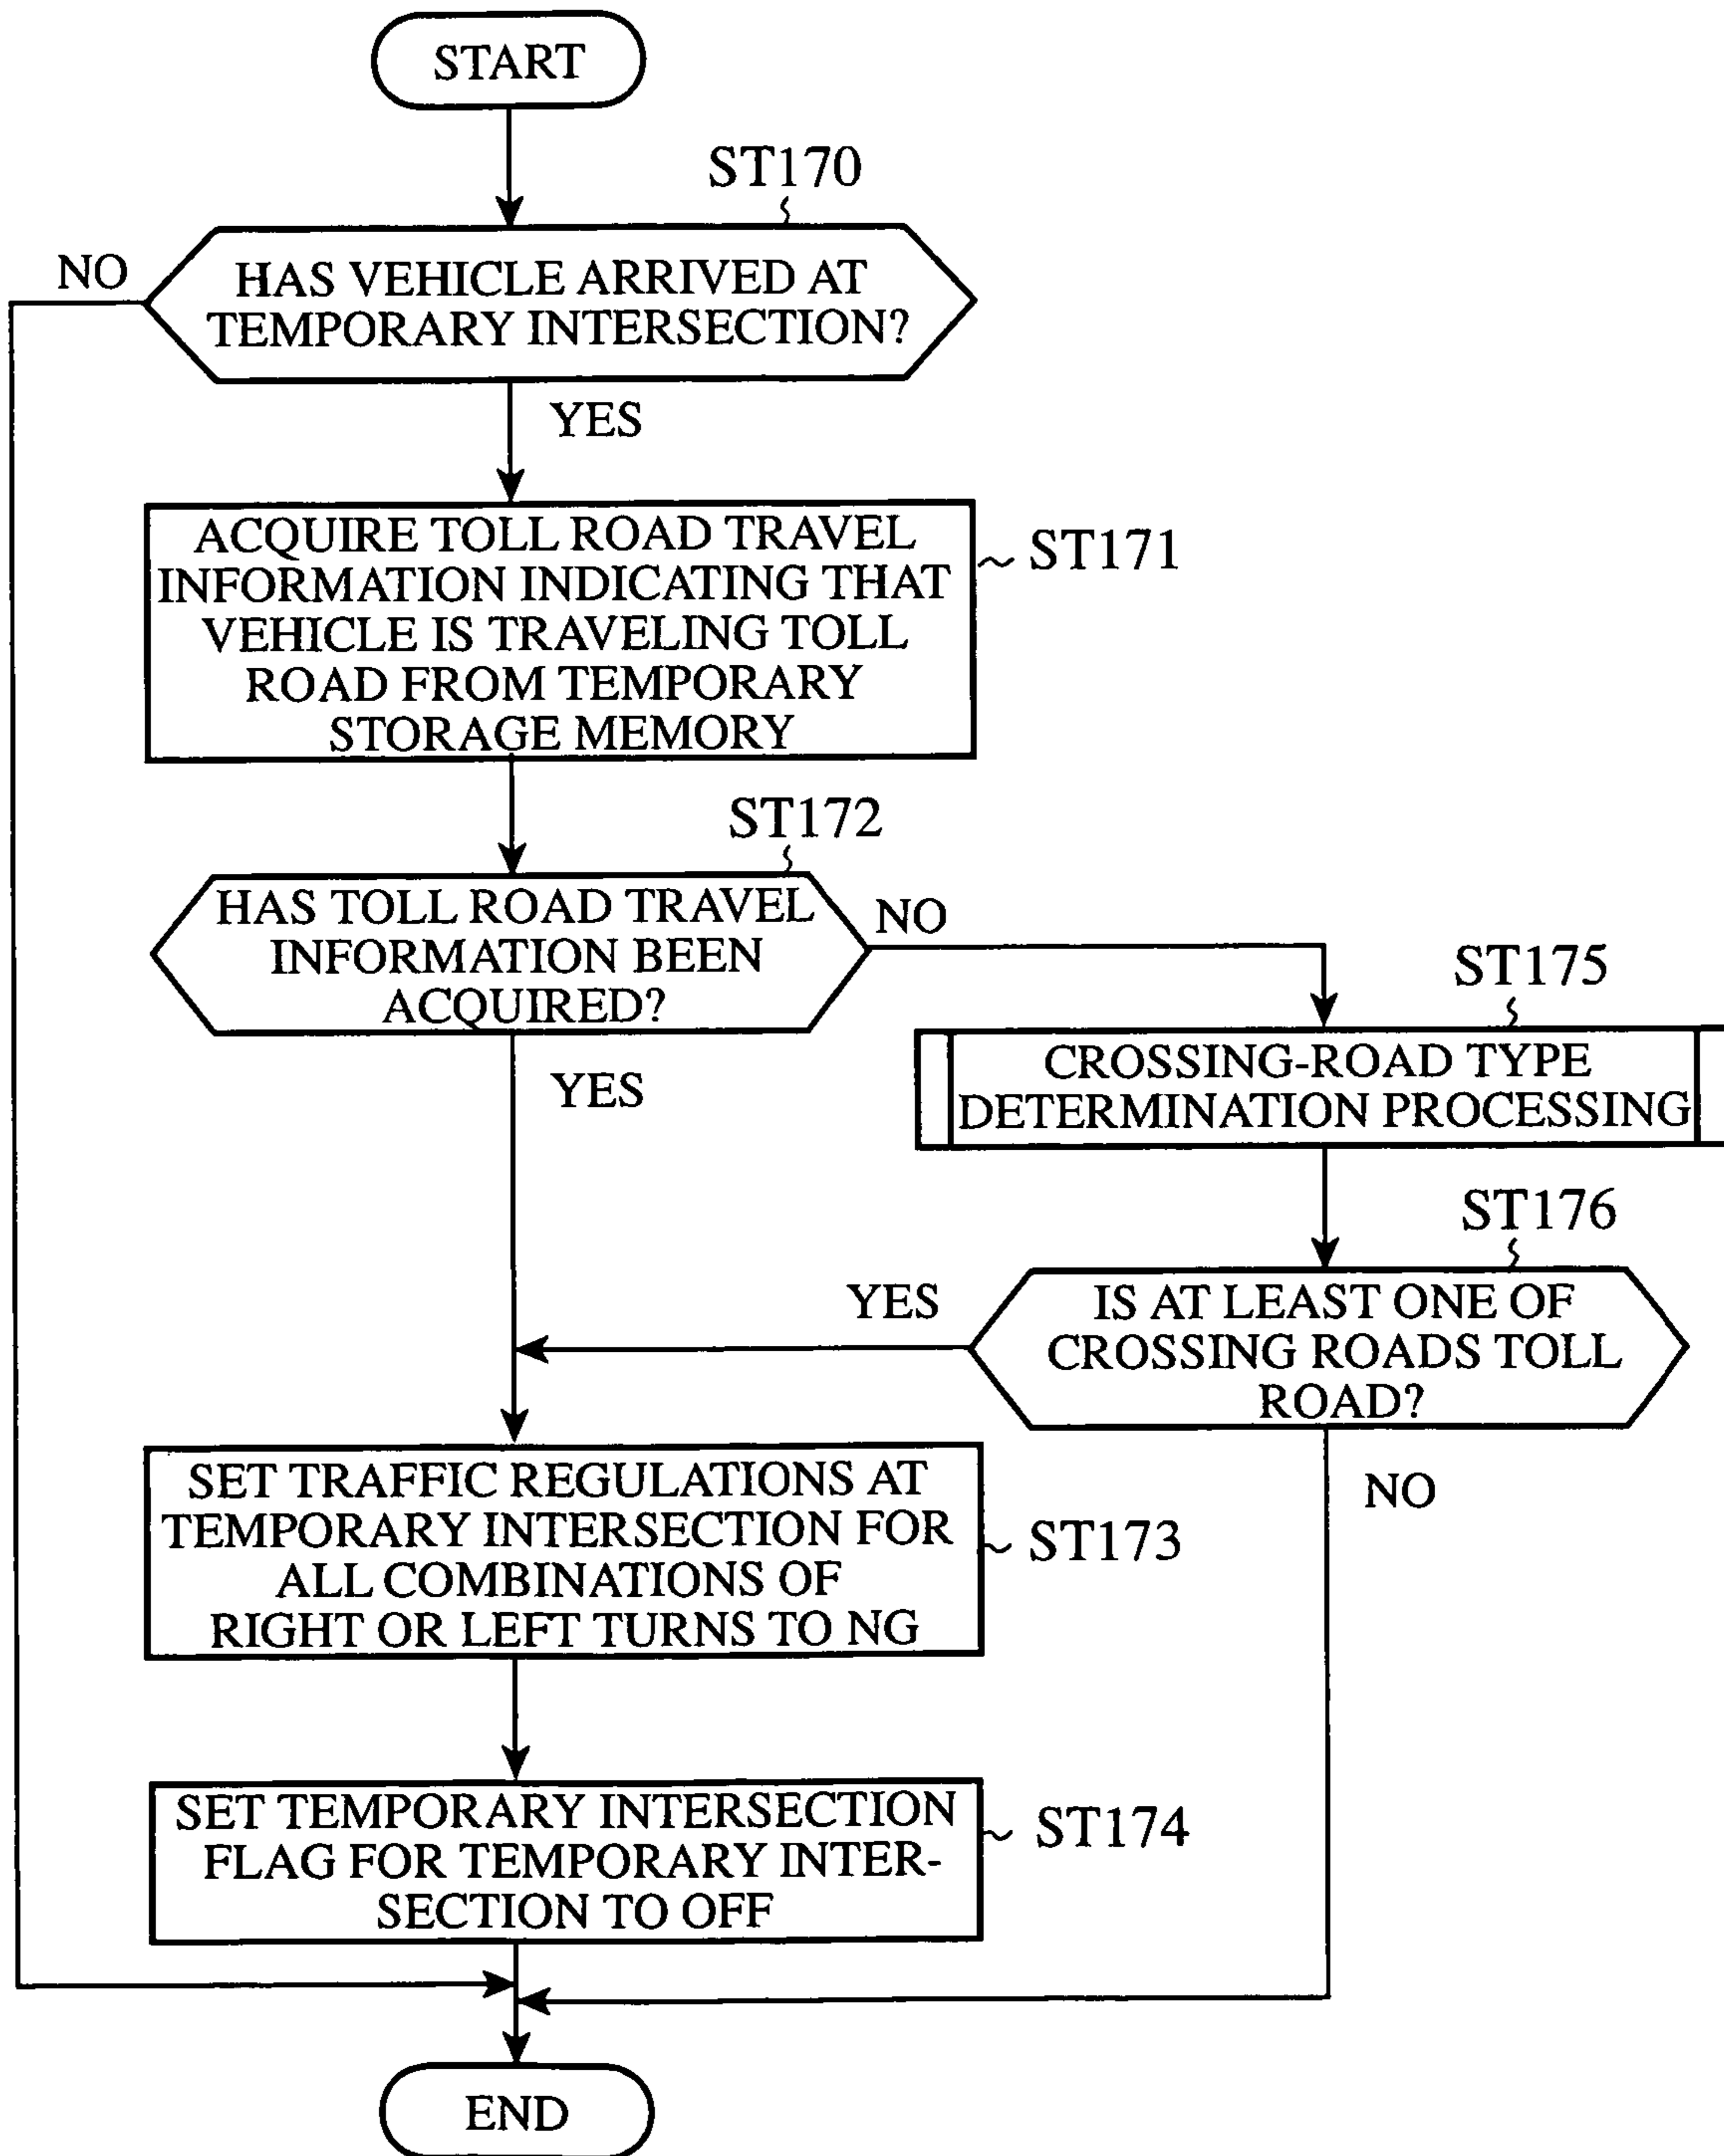 START
ST170
NO
HAS VEHICLE ARRIVED AT
TEMPORARY INTERSECTION?
YES
ACQUIRE TOLL ROAD TRAVEL
INFORMATION INDICATING THAT
VEHICLE IS TRAVELING TOLL
ROAD FROM TEMPORARY
STORAGE MEMORY
ST171
ST172
HAS TOLL ROAD TRAVEL
INFORMATION BEEN
ACQUIRED?
NO
YES
ST175
CROSSING-ROAD TYPE
DETERMINATION PROCESSING
ST176
YES
IS AT LEAST ONE OF
CROSSING ROADS TOLL
ROAD?
NO
SET TRAFFIC REGULATIONS AT
TEMPORARY INTERSECTION FOR
ALL COMBINATIONS OF
RIGHT OR LEFT TURNS TO NG
ST173
SET TEMPORARY INTERSECTION
FLAG FOR TEMPORARY INTER-
SECTION TO OFF
ST174
END